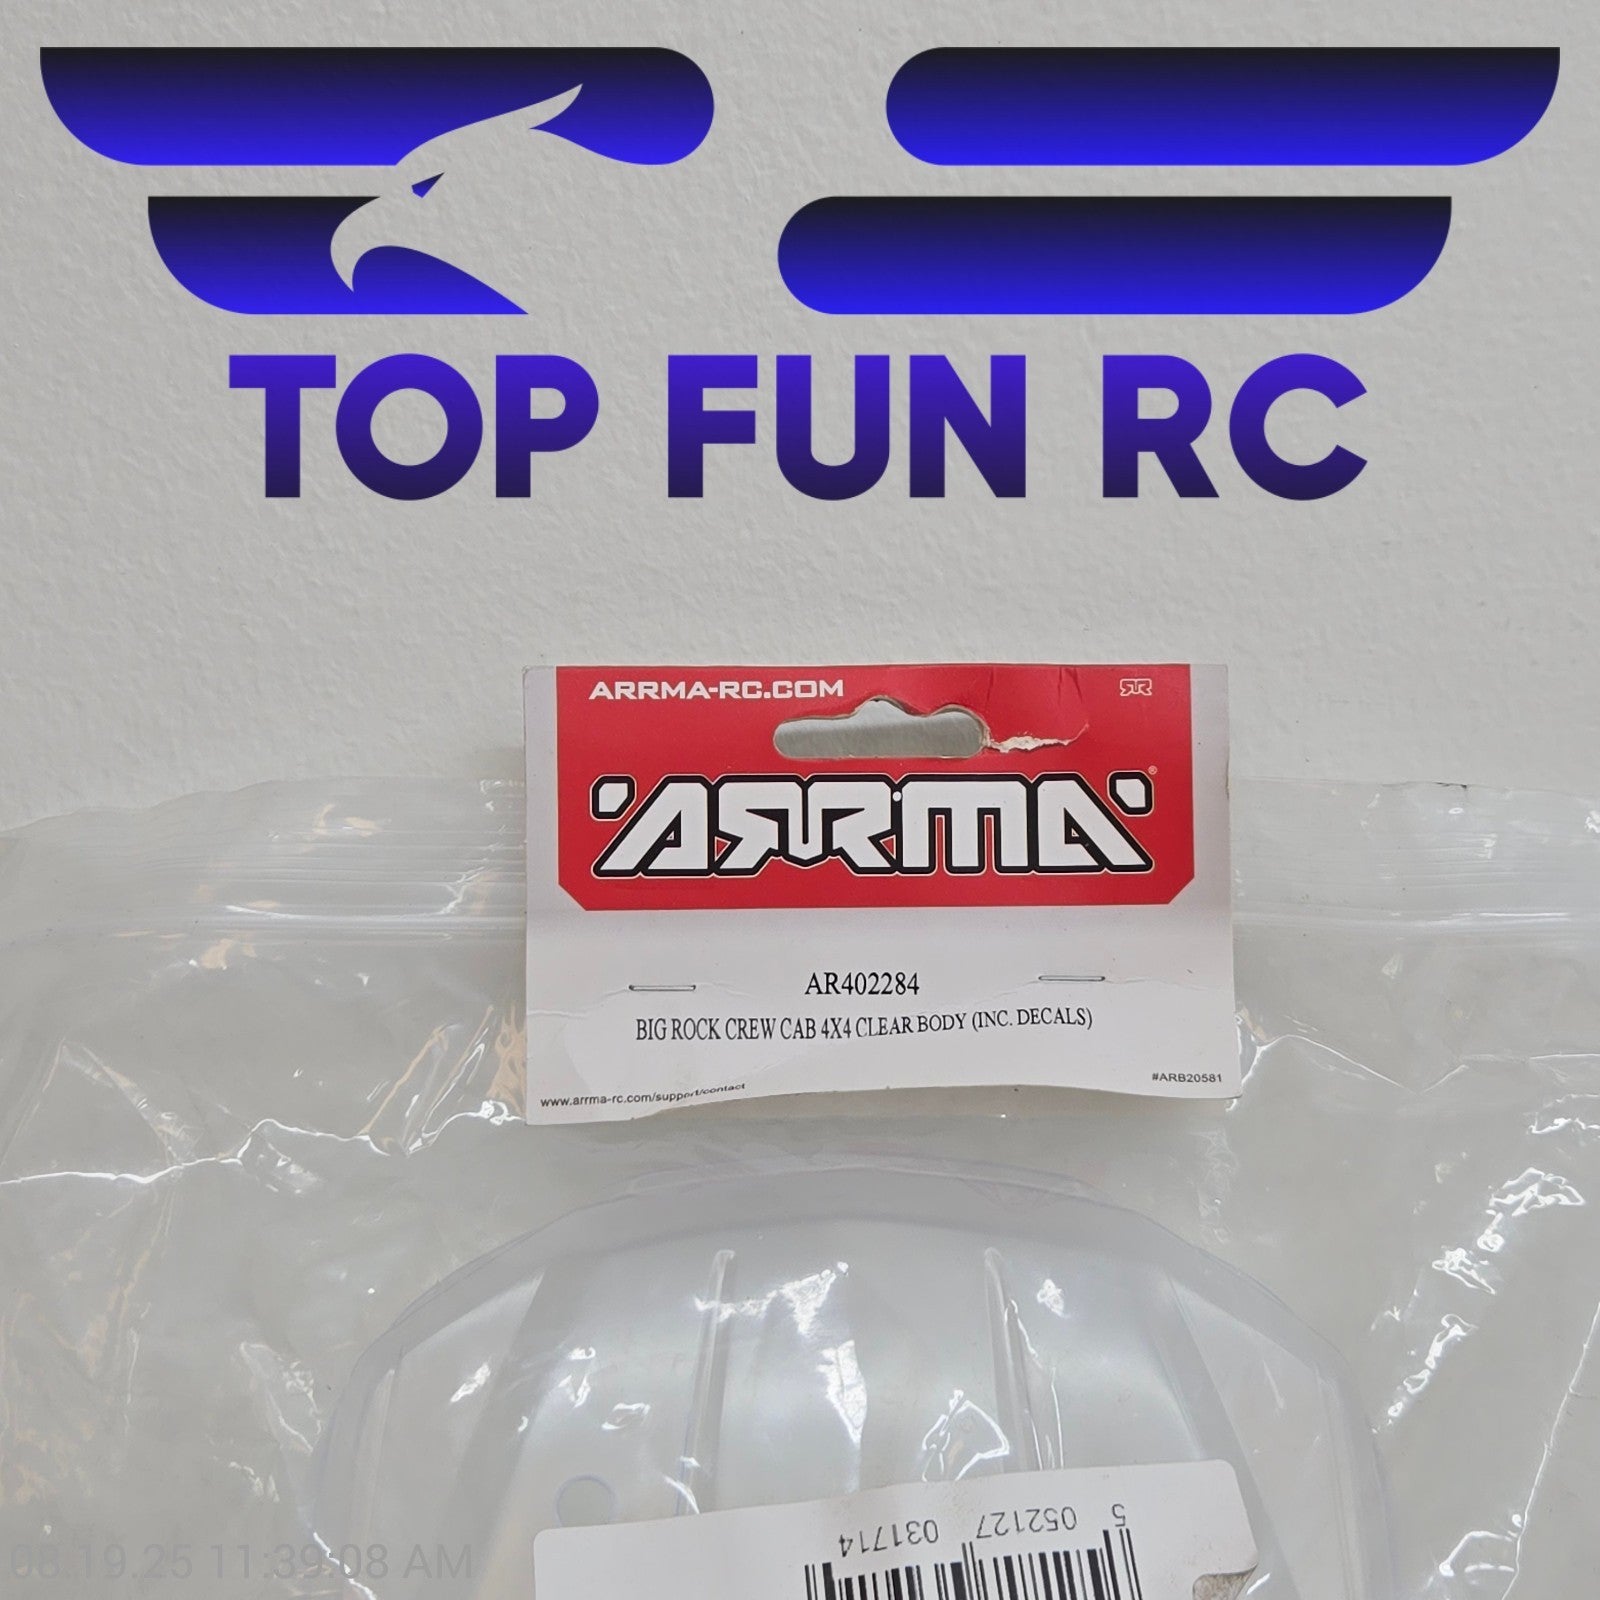 TOP FUN RC
ARRMA-RC.COM
ARRMA®
AR402284
BIG ROCK CREW CAB 4X4 CLEAR BODY (INC. DECALS)
www.arrma-rc.com/support/contact
#ARB20581
5 052127 031714
08.19.25 11:39:08 AM